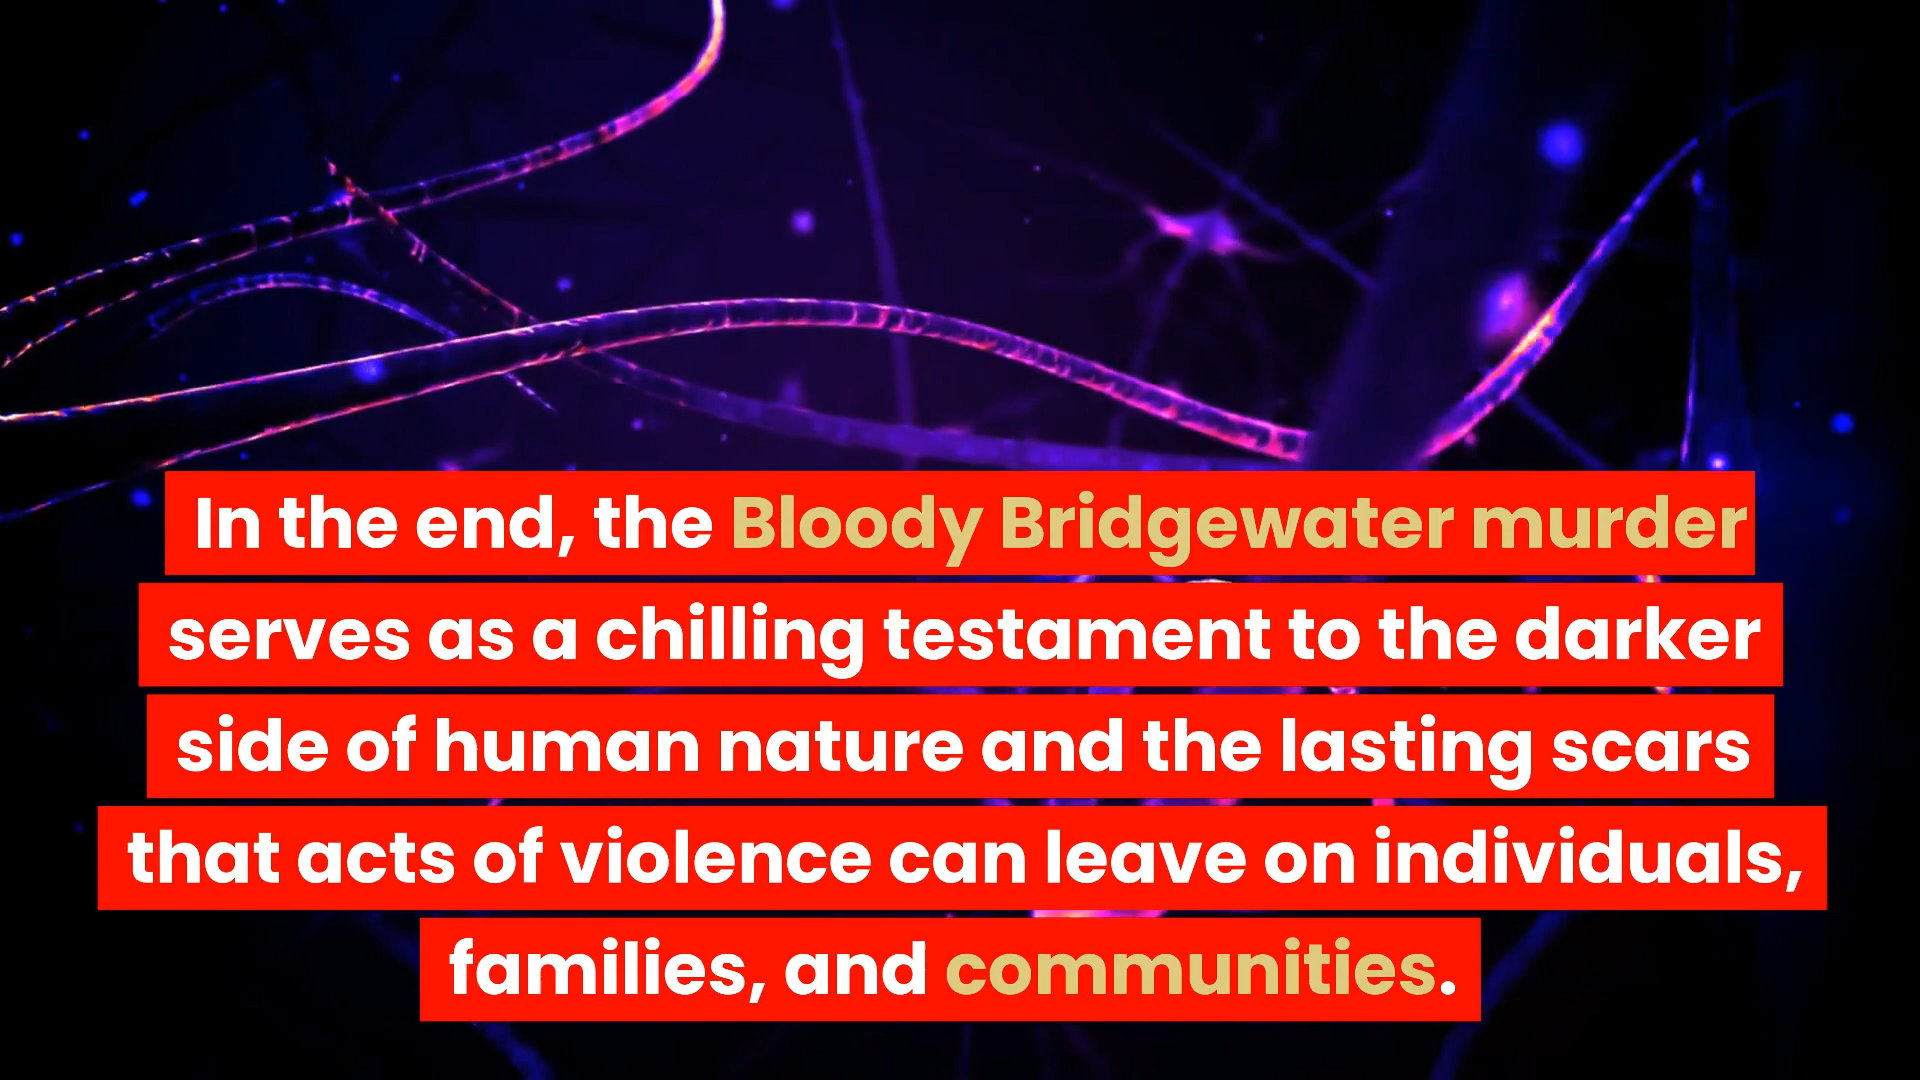 In the end, the Bloody Bridgewater murder
serves as a chilling testament to the darker
side of human nature and the lasting scars
that acts of violence can leave on individuals,
families, and communities.